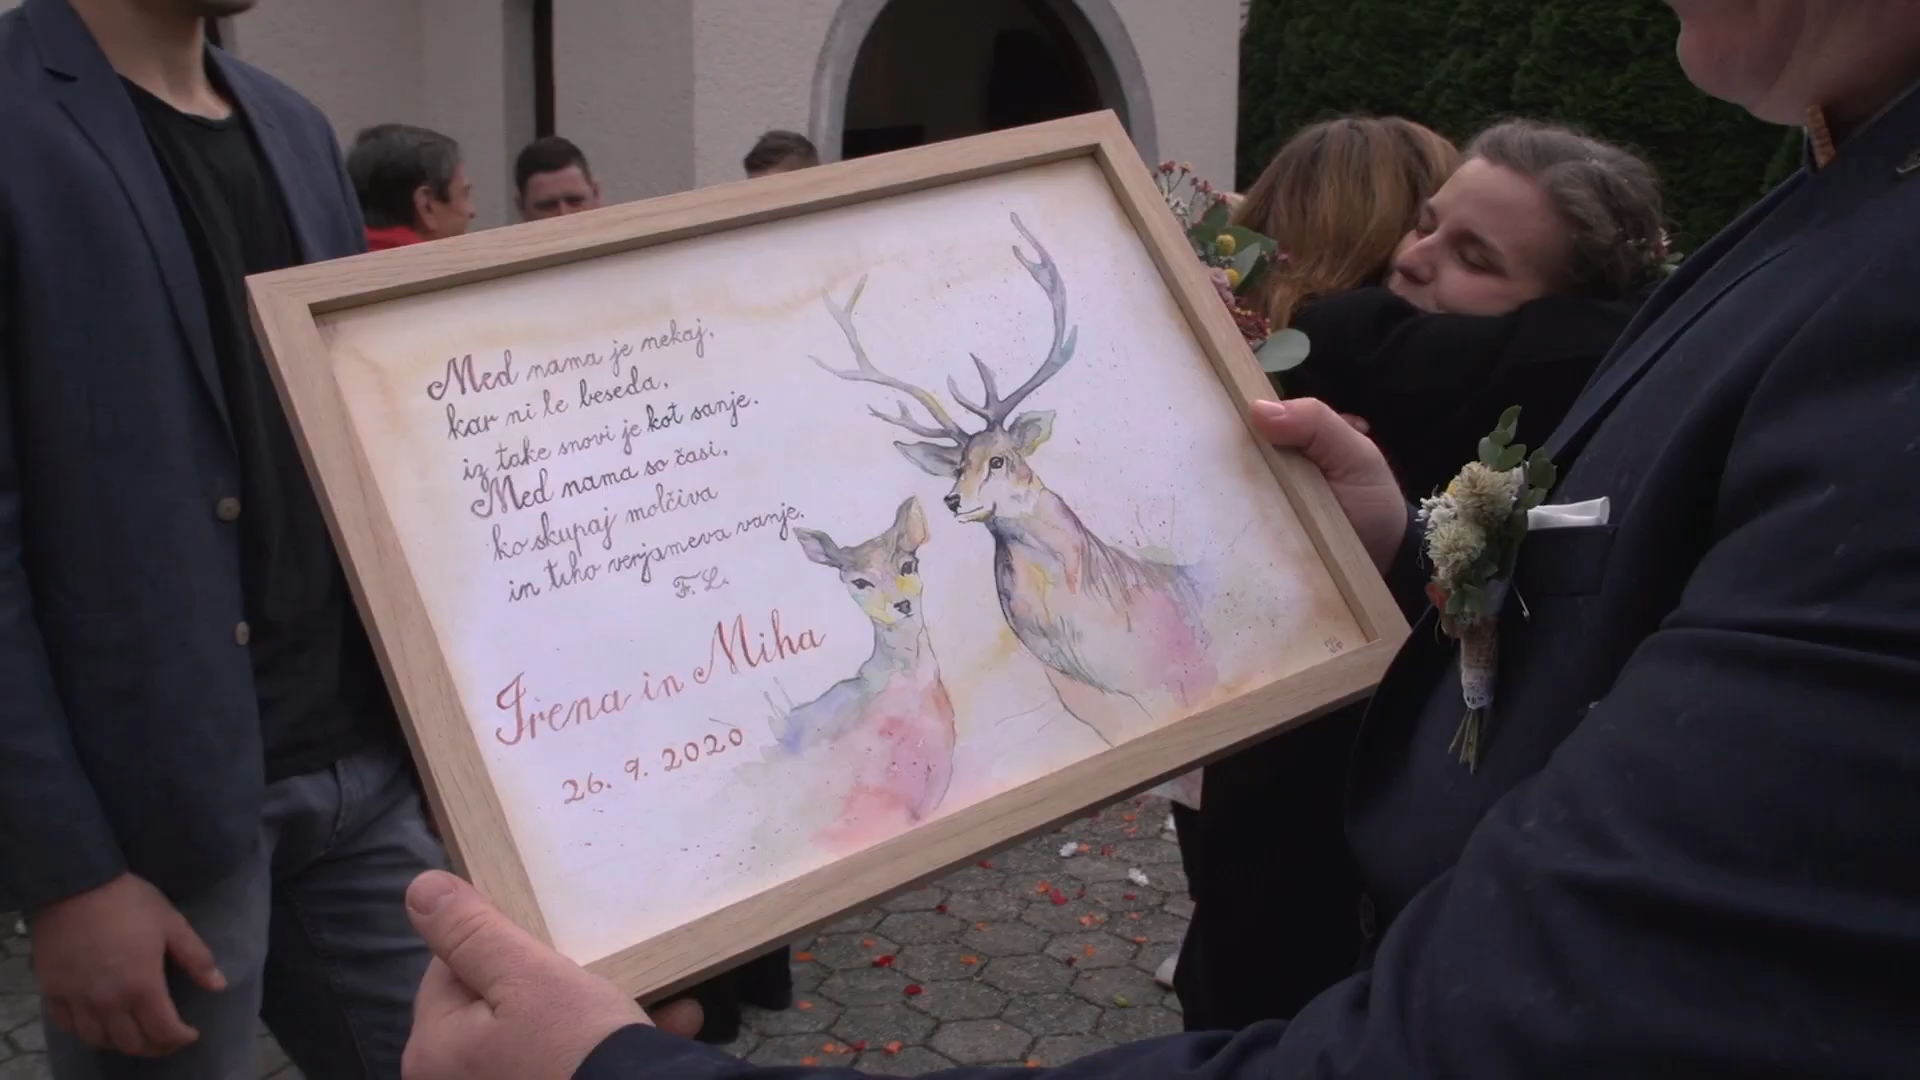 Med nama je nekaj,
kar ni le beseda,
iz take snovi je kot sanje.
Med nama so časi,
ko skupaj molčiva
in tiho verjameva vanje.
F. L.
Irena in Miha
26. 9. 2020